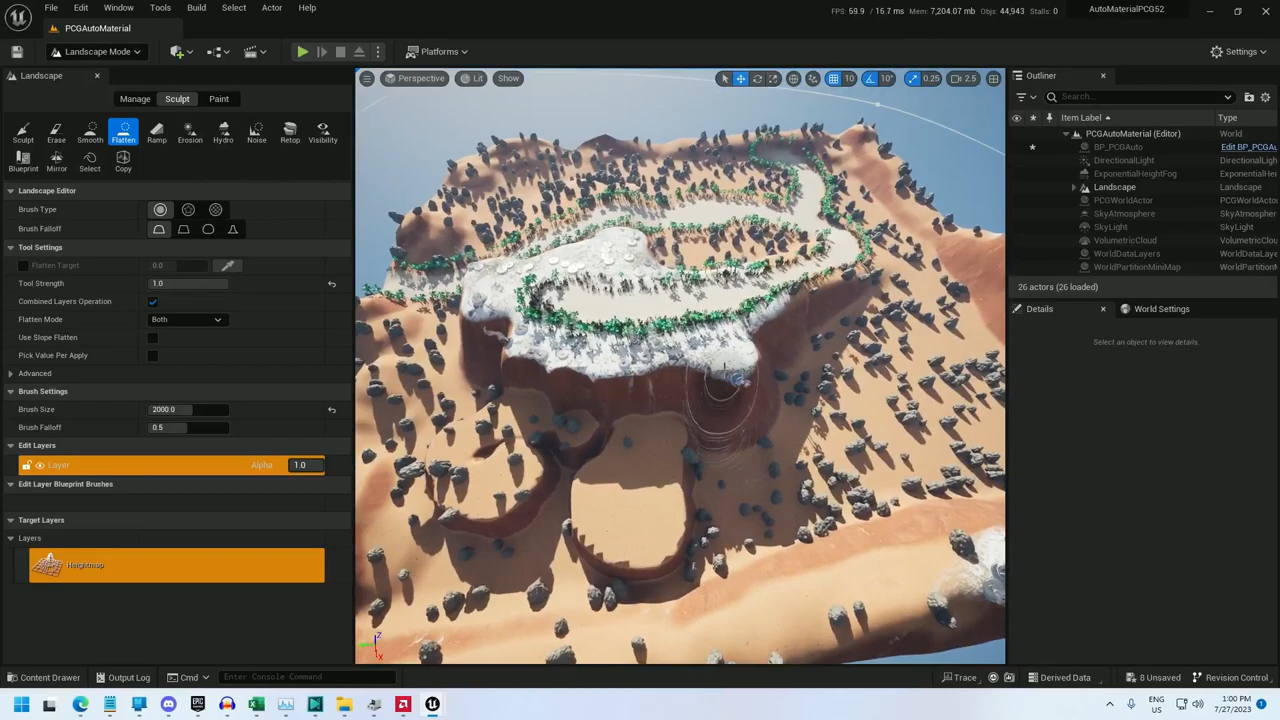 File Edit Window Tools Build Select Actor Help
FPS: 59.9 / 16.7 ms Mem: 7,204.07 mb Objs: 44,943 Stalls: 0
AutoMaterialPCG52
PCGAutoMaterial
Landscape Mode
Platforms
Settings
Landscape
Perspective Lit Show
10 10° 0.25 2.5
Outliner
Manage Sculpt Paint
Search...
Item Label Type
Sculpt Erase Smooth Flatten Ramp Erosion Hydro Noise Retop Visibility
Blueprint Mirror Select Copy
PCGAutoMaterial (Editor) World
BP_PCGAuto Edit BP_PCGAu
DirectionalLight DirectionalLight
ExponentialHeightFog ExponentialHei
Landscape Landscape
PCGWorldActor PCGWorldActor
SkyAtmosphere SkyAtmosphere
SkyLight SkyLight
VolumetricCloud VolumetricCloud
WorldDataLayers WorldDataLaye
WorldPartitionMiniMap WorldPartitionM
26 actors (26 loaded)
Landscape Editor
Brush Type
Brush Falloff
Tool Settings
Flatten Target 0.0
Tool Strength 1.0
Combined Layers Operation
Flatten Mode Both
Use Slope Flatten
Pick Value Per Apply
Advanced
Brush Settings
Brush Size 2000.0
Brush Falloff 0.5
Edit Layers
Layer Alpha 1.0
Edit Layer Blueprint Brushes
Target Layers
Layers
Heightmap
Details World Settings
Select an object to view details.
Z
X
Content Drawer Output Log Cmd Enter Console Command
Trace Derived Data 8 Unsaved Revision Control
ENG
US
1:00 PM
7/27/2023